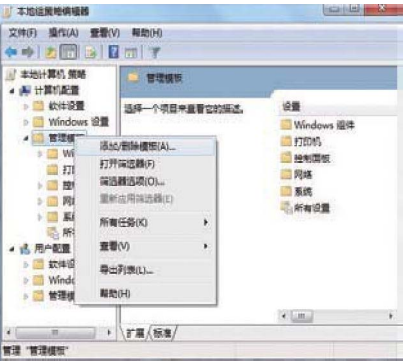 本地组策略编辑器
文件(F) 操作(A) 查看(V) 帮助(H)
本地计算机 策略
计算机配置
软件设置
Windows 设置
管理模板
用户配置
软件设
Windo
管理模
添加/删除模板(A)...
打开筛选器(F)
筛选器选项(O)...
重新应用筛选器(E)
所有任务(K)
查看(V)
导出列表(L)...
帮助(H)
管理模板
选择一个项目来查看它的描述。
设置
Windows 组件
打印机
控制面板
网络
系统
所有设置
扩展 标准
管理 "管理模板"